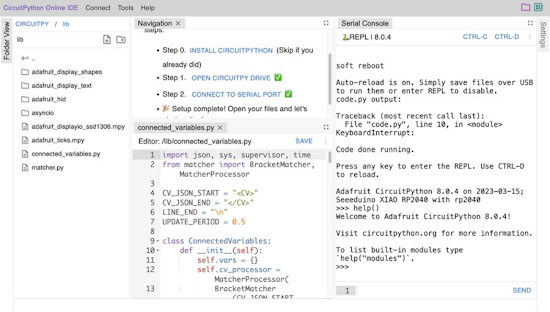 CircuitPython Online IDE Connect Tools Help
Folder View
CIRCUITPY / lib
lib
..
adafruit_display_shapes
adafruit_display_text
adafruit_hid
asyncio
adafruit_displayio_ssd1306.mpy
adafruit_ticks.mpy
connected_variables.py
matcher.py
Navigation ×
steps.
• Step 0. INSTALL CIRCUITPYTHON (Skip if you
already did)
• Step 1. OPEN CIRCUITPY DRIVE ✅
• Step 2. CONNECT TO SERIAL PORT ✅
• 🎉 Setup complete! Open your files and let's
connected_variables.py ×
Editor: /lib/connected_variables.py SAVE
1 import json, sys, supervisor, time
2 from matcher import BracketMatcher,
MatcherProcessor
3
4 CV_JSON_START = "<CV>"
5 CV_JSON_END = "</CV>"
6 LINE_END = "\n"
7 UPDATE_PERIOD = 0.5
8
9 class ConnectedVariables:
10 def __init__(self):
11 self.vars = {}
12 self.cv_processor =
MatcherProcessor(
13 BracketMatcher
(CV_JSON_START
Serial Console
🐍REPL | 8.0.4 CTRL-C CTRL-D
soft reboot
Auto-reload is on. Simply save files over USB
to run them or enter REPL to disable.
code.py output:
Traceback (most recent call last):
File "code.py", line 10, in <module>
KeyboardInterrupt:
Code done running.
Press any key to enter the REPL. Use CTRL-D
to reload.
Adafruit CircuitPython 8.0.4 on 2023-03-15;
Seeeduino XIAO RP2040 with rp2040
>>> help()
Welcome to Adafruit CircuitPython 8.0.4!
Visit circuitpython.org for more information.
To list built-in modules type
`help("modules")`.
>>>
1 SEND
Settings